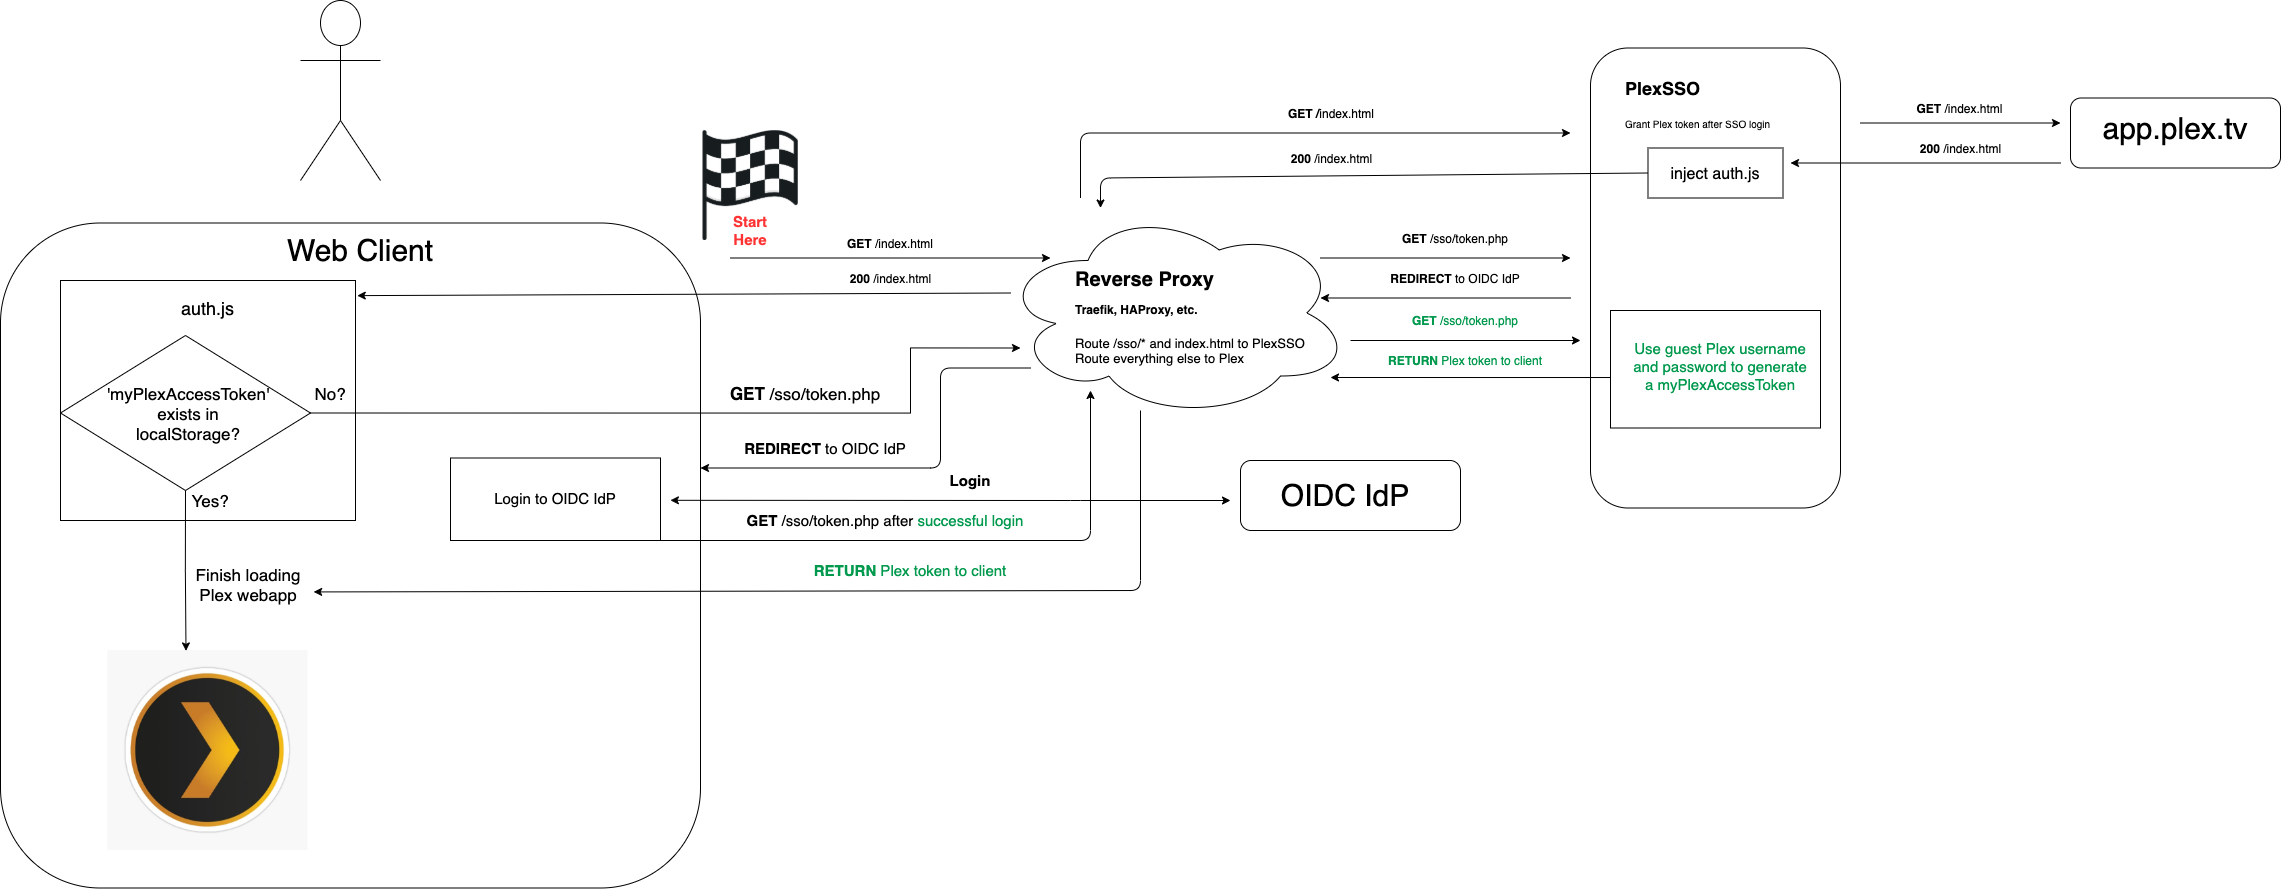 PlexSSO
Grant Plex token after SSO login
inject auth.js
GET /index.html
200 /index.html
app.plex.tv
GET /index.html
200 /index.html
Start
Here
GET /index.html
200 /index.html
Web Client
auth.js
'myPlexAccessToken'
exists in
localStorage?
No?
Yes?
Reverse Proxy
Traefik, HAProxy, etc.
Route /sso/* and index.html to PlexSSO
Route everything else to Plex
GET /sso/token.php
REDIRECT to OIDC IdP
GET /sso/token.php
RETURN Plex token to client
Use guest Plex username
and password to generate
a myPlexAccessToken
GET /sso/token.php
REDIRECT to OIDC IdP
Login to OIDC IdP
Login
OIDC IdP
GET /sso/token.php after successful login
RETURN Plex token to client
Finish loading
Plex webapp